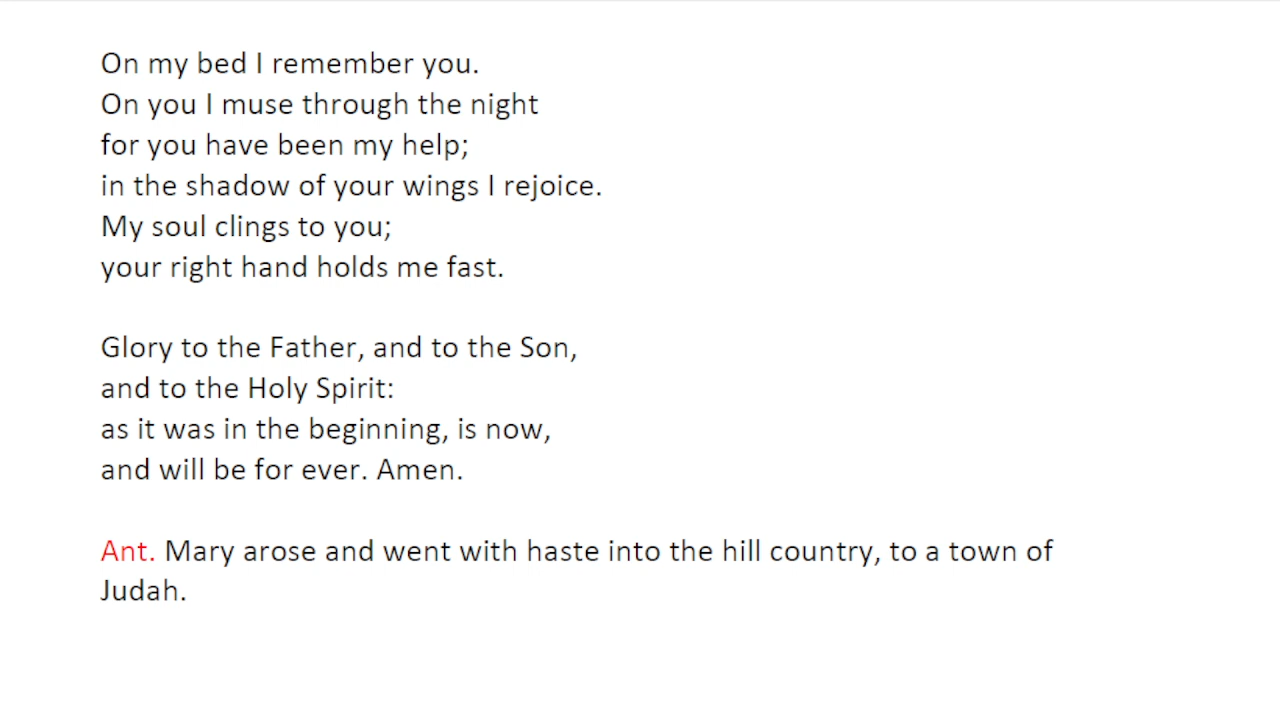 On my bed I remember you.
On you I muse through the night
for you have been my help;
in the shadow of your wings I rejoice.
My soul clings to you;
your right hand holds me fast.
Glory to the Father, and to the Son,
and to the Holy Spirit:
as it was in the beginning, is now,
and will be for ever. Amen.
Ant. Mary arose and went with haste into the hill country, to a town of
Judah.